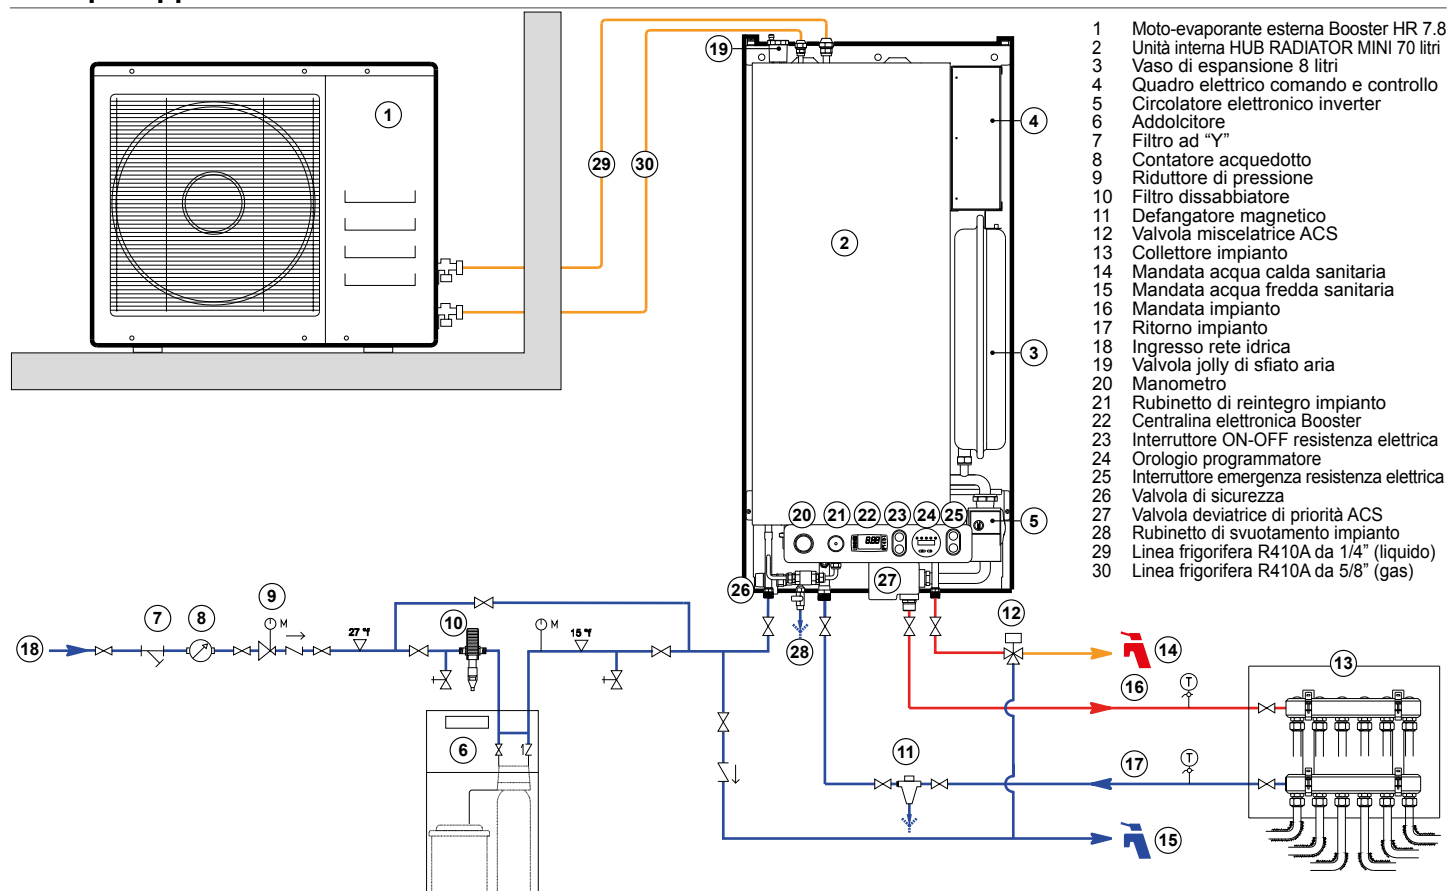 1 Moto-evaporante esterna Booster HR 7.8
2 Unità interna HUB RADIATOR MINI 70 litri
3 Vaso di espansione 8 litri
4 Quadro elettrico comando e controllo
5 Circolatore elettronico inverter
6 Addolcitore
7 Filtro ad “Y”
8 Contatore acquedotto
9 Riduttore di pressione
10 Filtro dissabbiatore
11 Defangatore magnetico
12 Valvola miscelatrice ACS
13 Collettore impianto
14 Mandata acqua calda sanitaria
15 Mandata acqua fredda sanitaria
16 Mandata impianto
17 Ritorno impianto
18 Ingresso rete idrica
19 Valvola jolly di sfiato aria
20 Manometro
21 Rubinetto di reintegro impianto
22 Centralina elettronica Booster
23 Interruttore ON-OFF resistenza elettrica
24 Orologio programmatore
25 Interruttore emergenza resistenza elettrica
26 Valvola di sicurezza
27 Valvola deviatrice di priorità ACS
28 Rubinetto di svuotamento impianto
29 Linea frigorifera R410A da 1/4” (liquido)
30 Linea frigorifera R410A da 5/8” (gas)
19
1
4
29
30
2
3
20 21 22 23 24 25
5
27
26
12
9
7 8
M
10
M
18
27 °f
15 °f
28
14
13
16
T
6
11
17
T
15